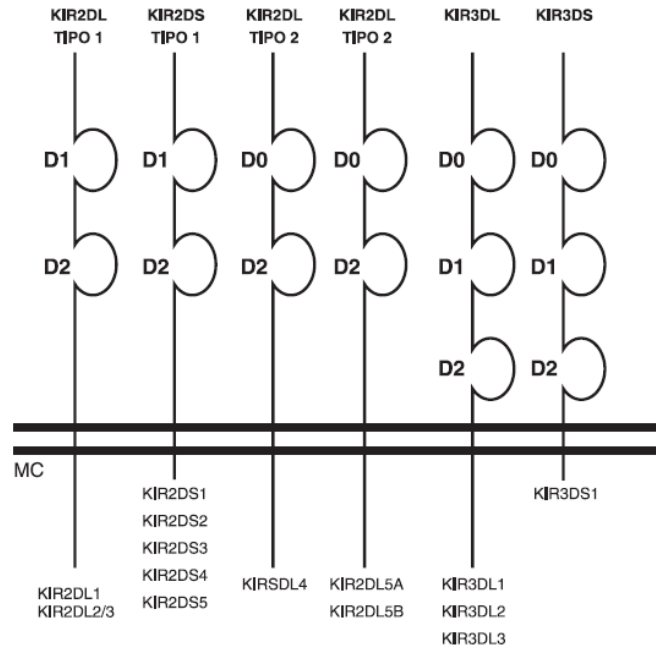 KIR2DL KIR2DS KIR2DL KIR2DL KIR3DL KIR3DS
TIPO 1 TIPO 1 TIPO 2 TIPO 2
D1 D1 D0 D0 D0 D0
D2 D2 D2 D2 D1 D1
D2 D2
MC
KIR2DS1 KIR3DS1
KIR2DS2
KIR2DS3
KIR2DS4 KIRSDL4 KIR2DL5A KIR3DL1
KIR2DL1
KIR2DS5 KIR2DL5B KIR3DL2
KIR2DL2/3
KIR3DL3